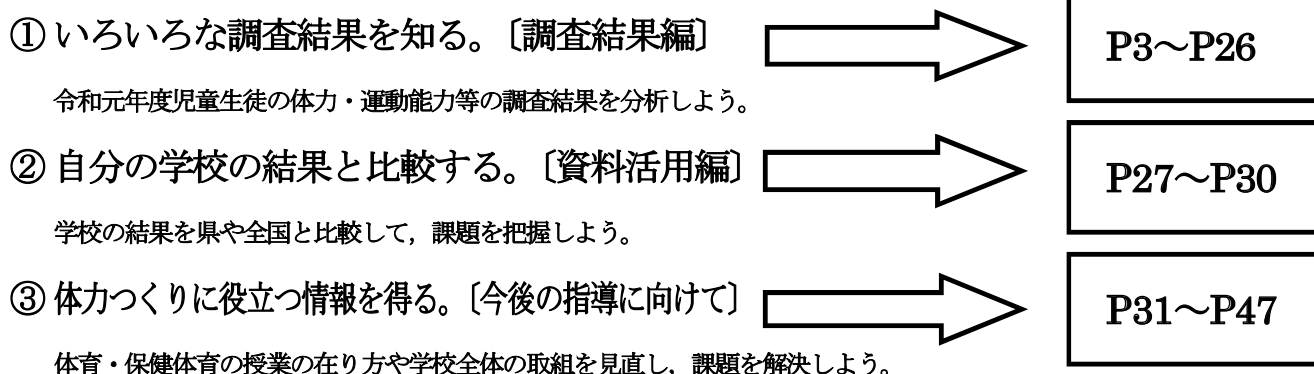 ① いろいろな調査結果を知る。〔調査結果編〕
P3～P26
令和元年度児童生徒の体力・運動能力等の調査結果を分析しよう。
② 自分の学校の結果と比較する。〔資料活用編〕
P27～P30
学校の結果を県や全国と比較して，課題を把握しよう。
③ 体力つくりに役立つ情報を得る。〔今後の指導に向けて〕
P31～P47
体育・保健体育の授業の在り方や学校全体の取組を見直し，課題を解決しよう。